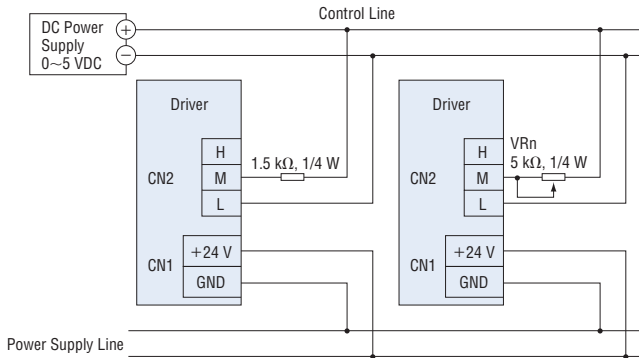 Control Line
DC Power
Supply
0~5 VDC
+
−
Driver
H
M
L
CN2
1.5 kΩ, 1/4 W
+24 V
GND
CN1
Driver
H
M
L
CN2
VRn
5 kΩ, 1/4 W
+24 V
GND
CN1
Power Supply Line